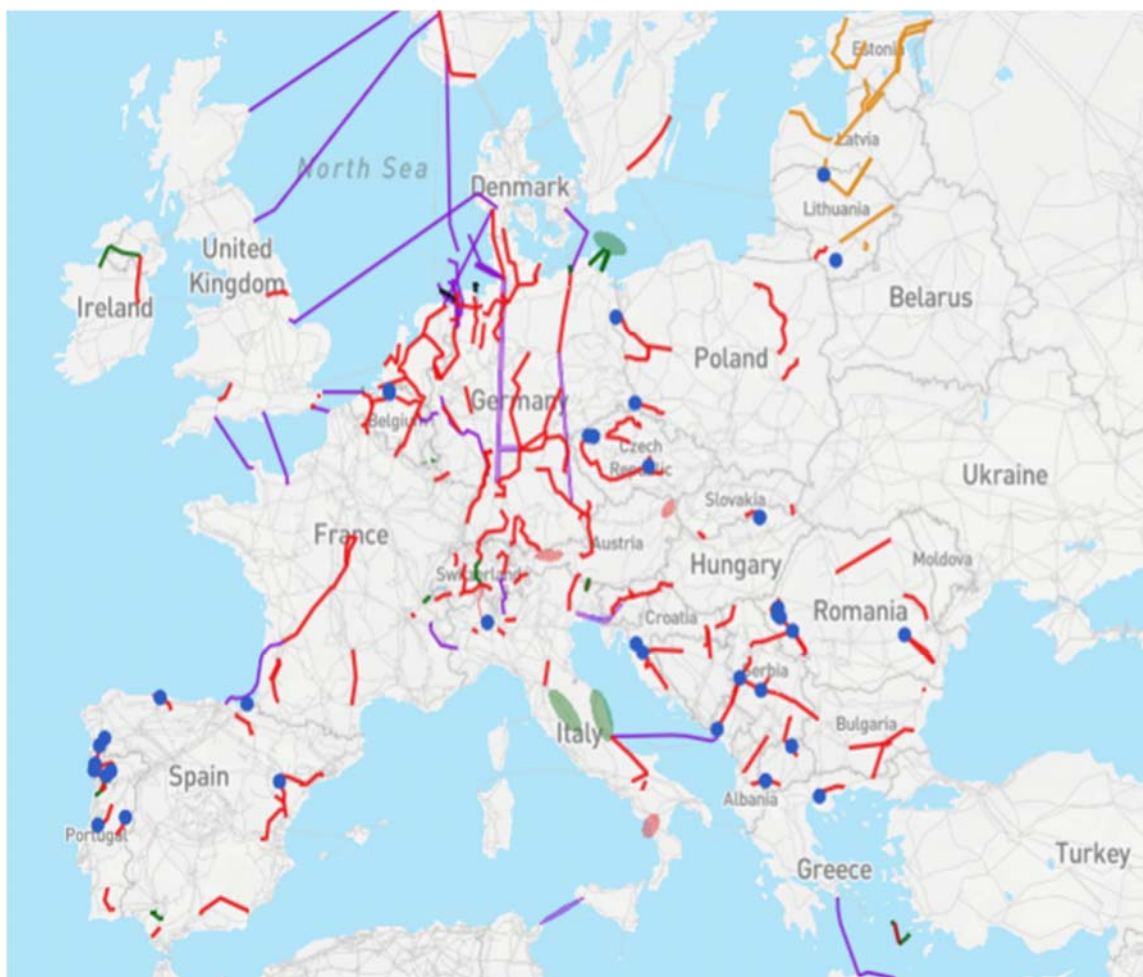 Estonia
Latvia
North Sea
Denmark
Lithuania
United
Kingdom
Ireland
Belarus
Poland
Germany
Belgium
Czech
Republic
Ukraine
Slovakia
France
Austria
Hungary
Moldova
Switzerland
Croatia
Romania
Serbia
Italy
Bulgaria
Spain
Albania
Portugal
Turkey
Greece